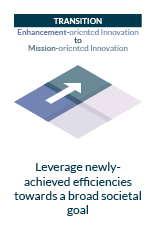 TRANSITION
Enhancement-oriented Innovation
to
Mission-oriented Innovation
Leverage newly-
achieved efficiencies
towards a broad societal
goal